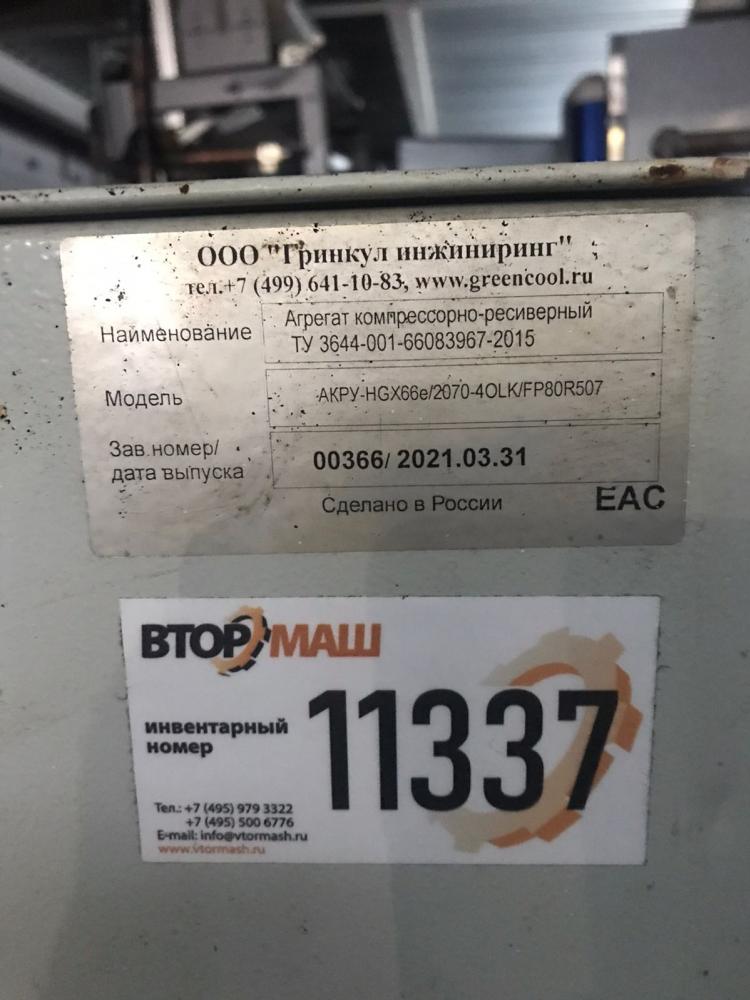 ООО "Гринкул инжиниринг"
тел.+7 (499) 641-10-83, www.greencool.ru
Наименование
Агрегат компрессорно-ресиверный
ТУ 3644-001-66083967-2015
Модель
АКРУ-HGX66e/2070-4OLK/FP80R507
Зав.номер/
дата выпуска
00366/ 2021.03.31
Сделано в России
EAC
ВТОРМАШ
инвентарный
номер
11337
Тел.: +7 (495) 979 3322
+7 (495) 500 6776
E-mail: info@vtormash.ru
www.vtormash.ru